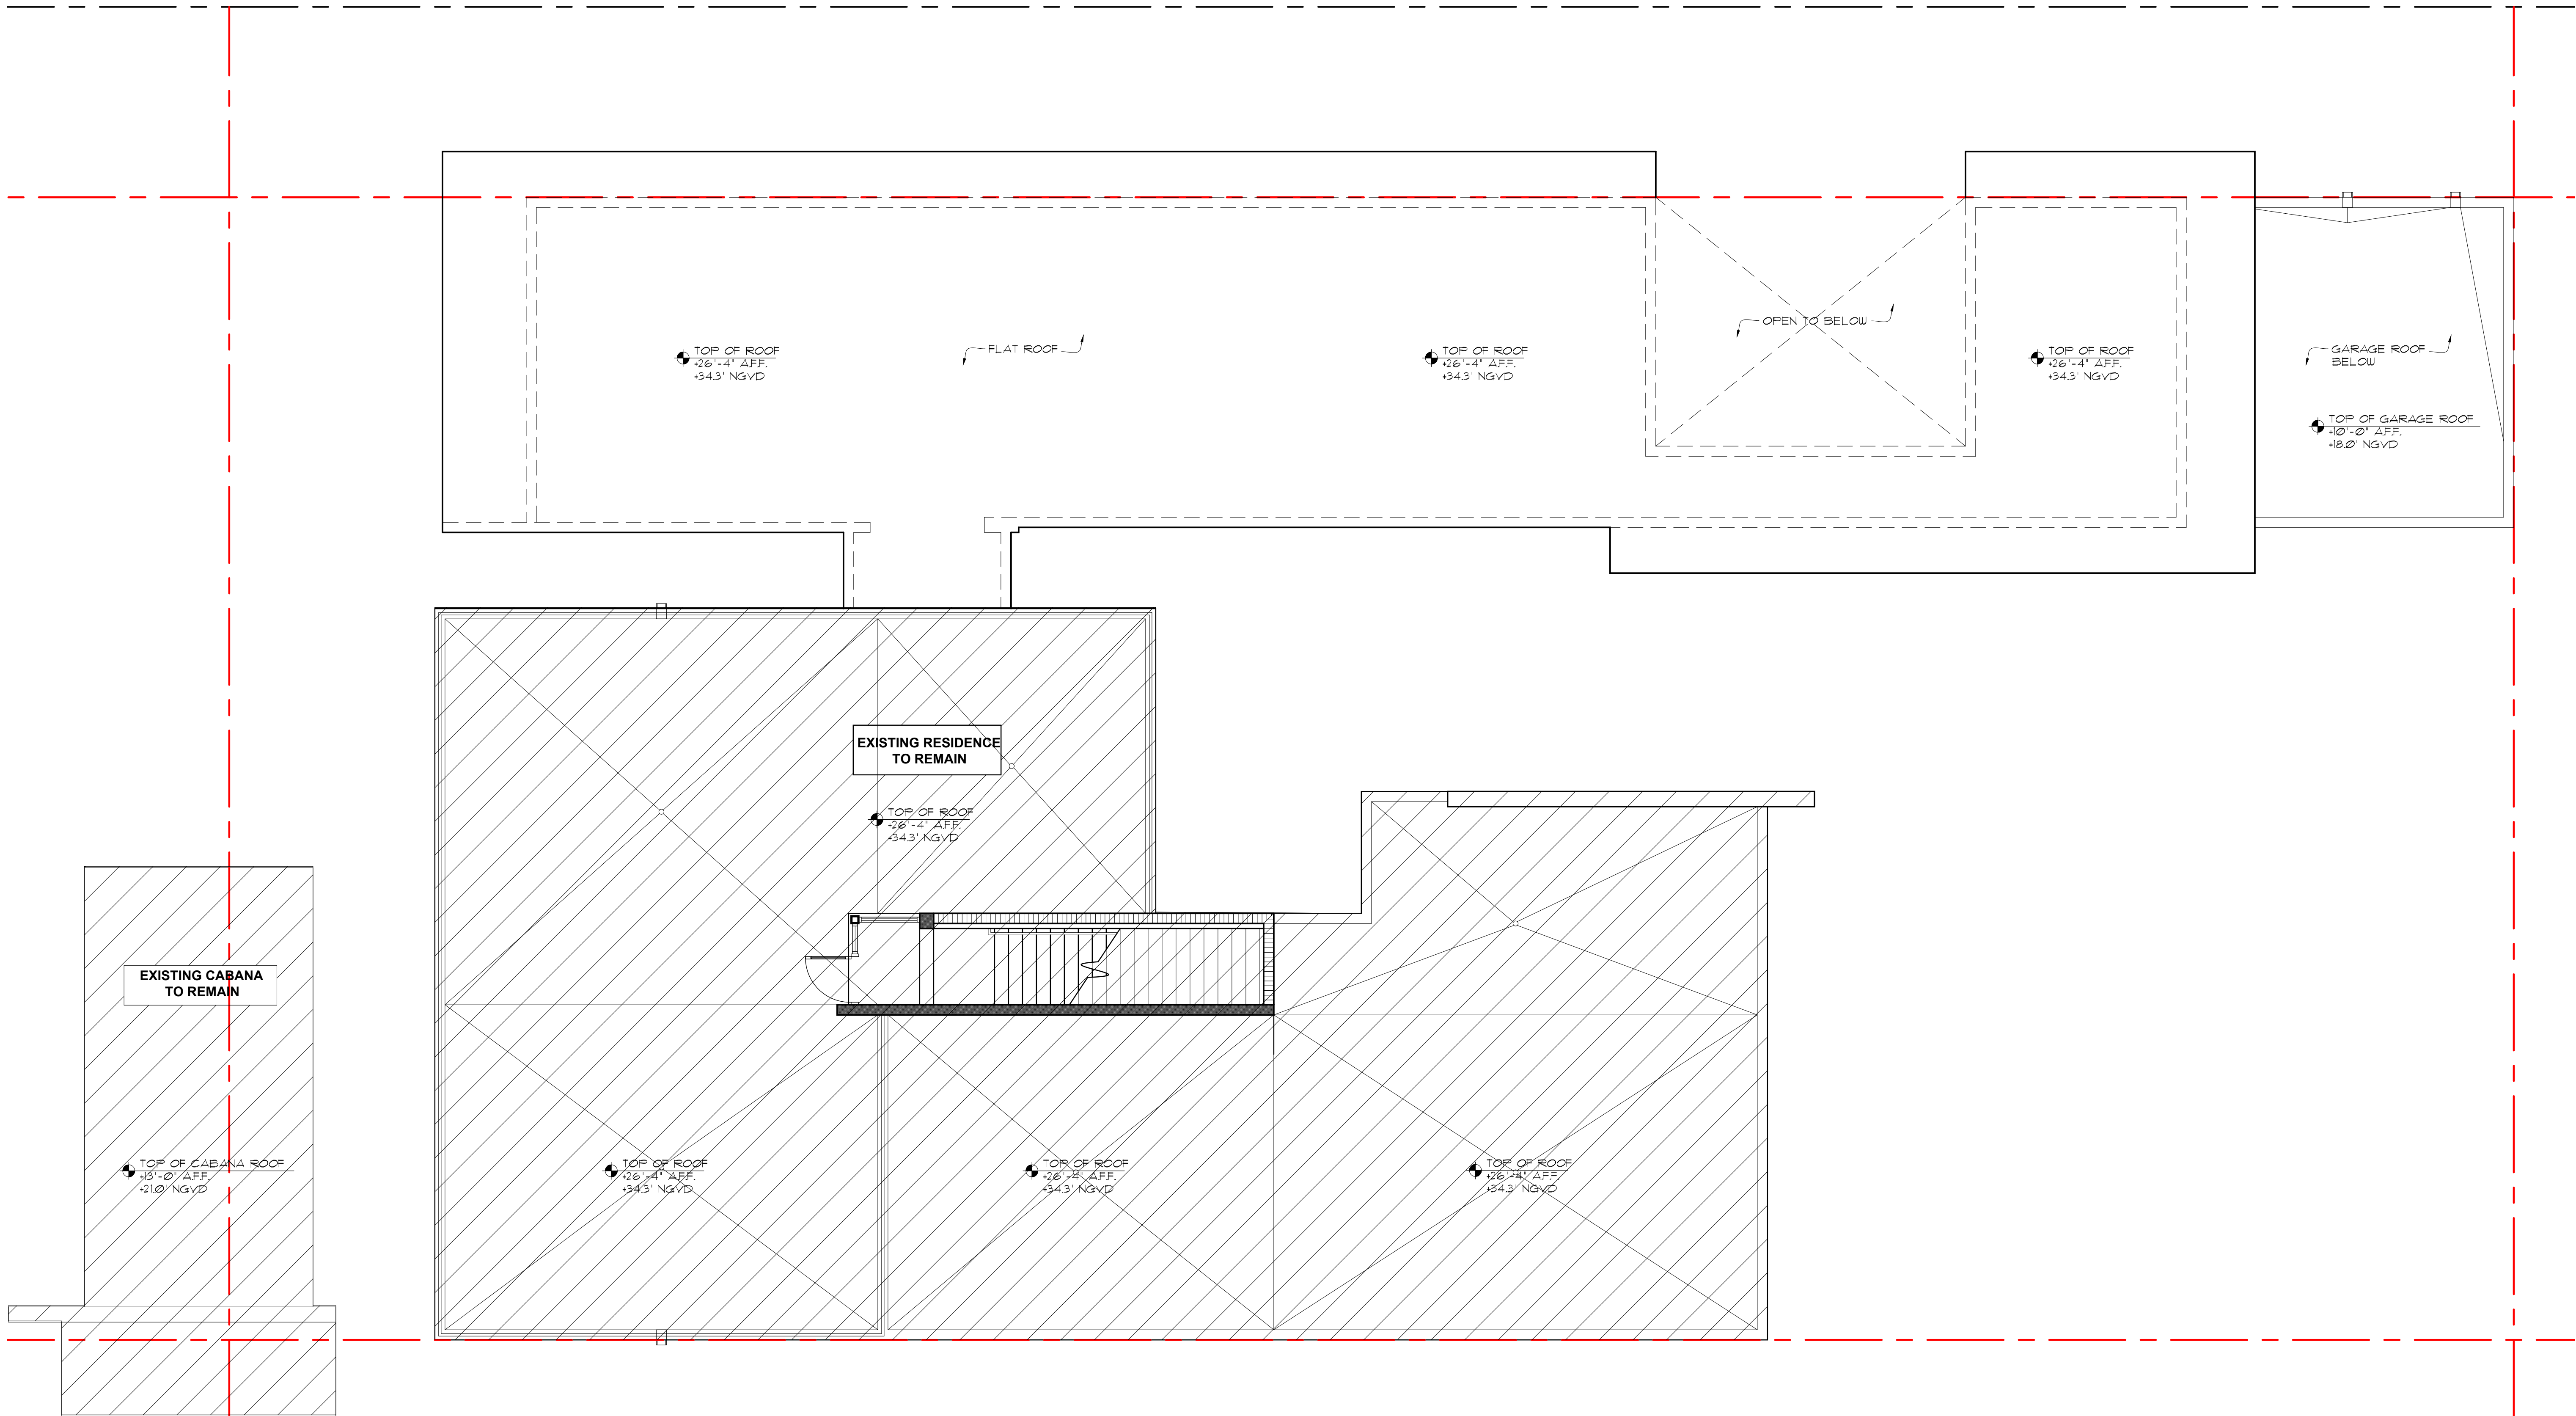 TOP OF ROOF
+26'-4" A.F.F.
+34.3' NGVD
FLAT ROOF
TOP OF ROOF
+26'-4" A.F.F.
+34.3' NGVD
OPEN TO BELOW
TOP OF ROOF
+26'-4" A.F.F.
+34.3' NGVD
GARAGE ROOF
BELOW
TOP OF GARAGE ROOF
+10'-0" A.F.F.
+18.0' NGVD
EXISTING RESIDENCE
TO REMAIN
TOP OF ROOF
+26'-4" A.F.F.
+34.3' NGVD
EXISTING CABANA
TO REMAIN
TOP OF CABANA ROOF
+13'-0" A.F.F.
+21.0' NGVD
TOP OF ROOF
+26'-4" A.F.F.
+34.3' NGVD
TOP OF ROOF
+26'-4" A.F.F.
+34.3' NGVD
TOP OF ROOF
+26'-4" A.F.F.
+34.3' NGVD